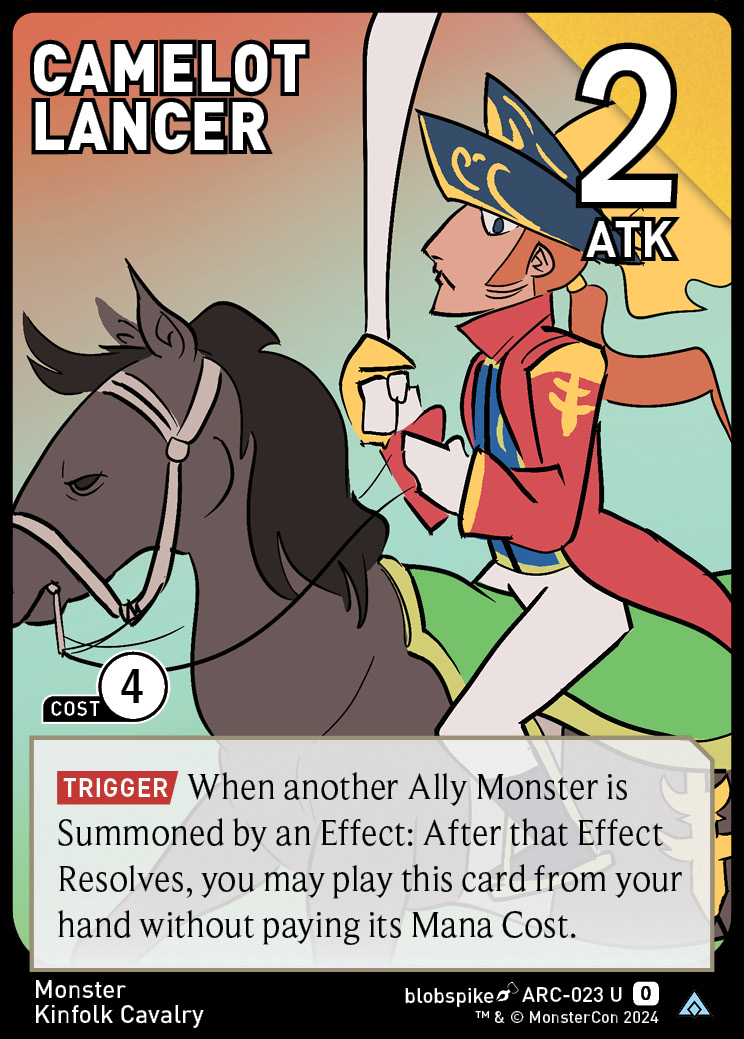 CAMELOT
LANCER
2
ATK
COST 4
TRIGGER When another Ally Monster is
Summoned by an Effect: After that Effect
Resolves, you may play this card from your
hand without paying its Mana Cost.
Monster
Kinfolk Cavalry
blobspike ARC-023 U 0
™ & © MonsterCon 2024